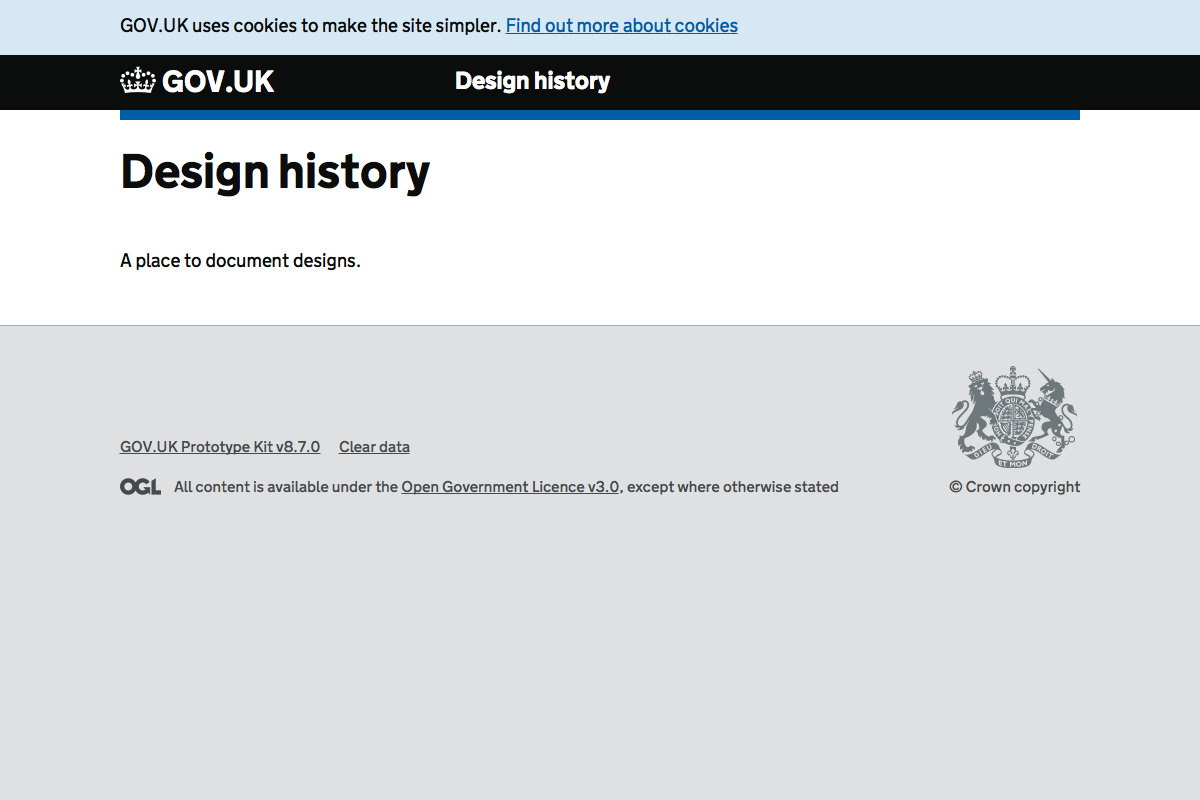 GOV.UK uses cookies to make the site simpler. Find out more about cookies
GOV.UK Design history
Design history
A place to document designs.
GOV.UK Prototype Kit v8.7.0 Clear data
DIEU ET MON DROIT
OGL All content is available under the Open Government Licence v3.0, except where otherwise stated
© Crown copyright